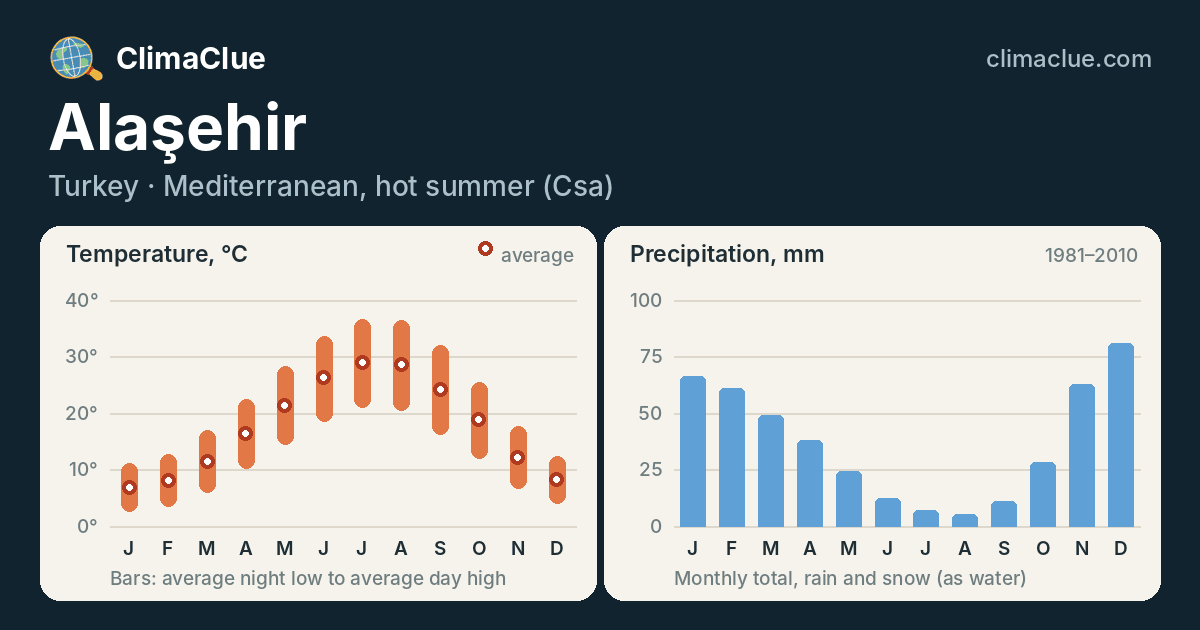 ClimaClue
climaclue.com
Alaşehir
Turkey · Mediterranean, hot summer (Csa)
Temperature, °C
average
40°
30°
20°
10°
0°
J F M A M J J A S O N D
Bars: average night low to average day high
Precipitation, mm
1981–2010
100
75
50
25
0
J F M A M J J A S O N D
Monthly total, rain and snow (as water)